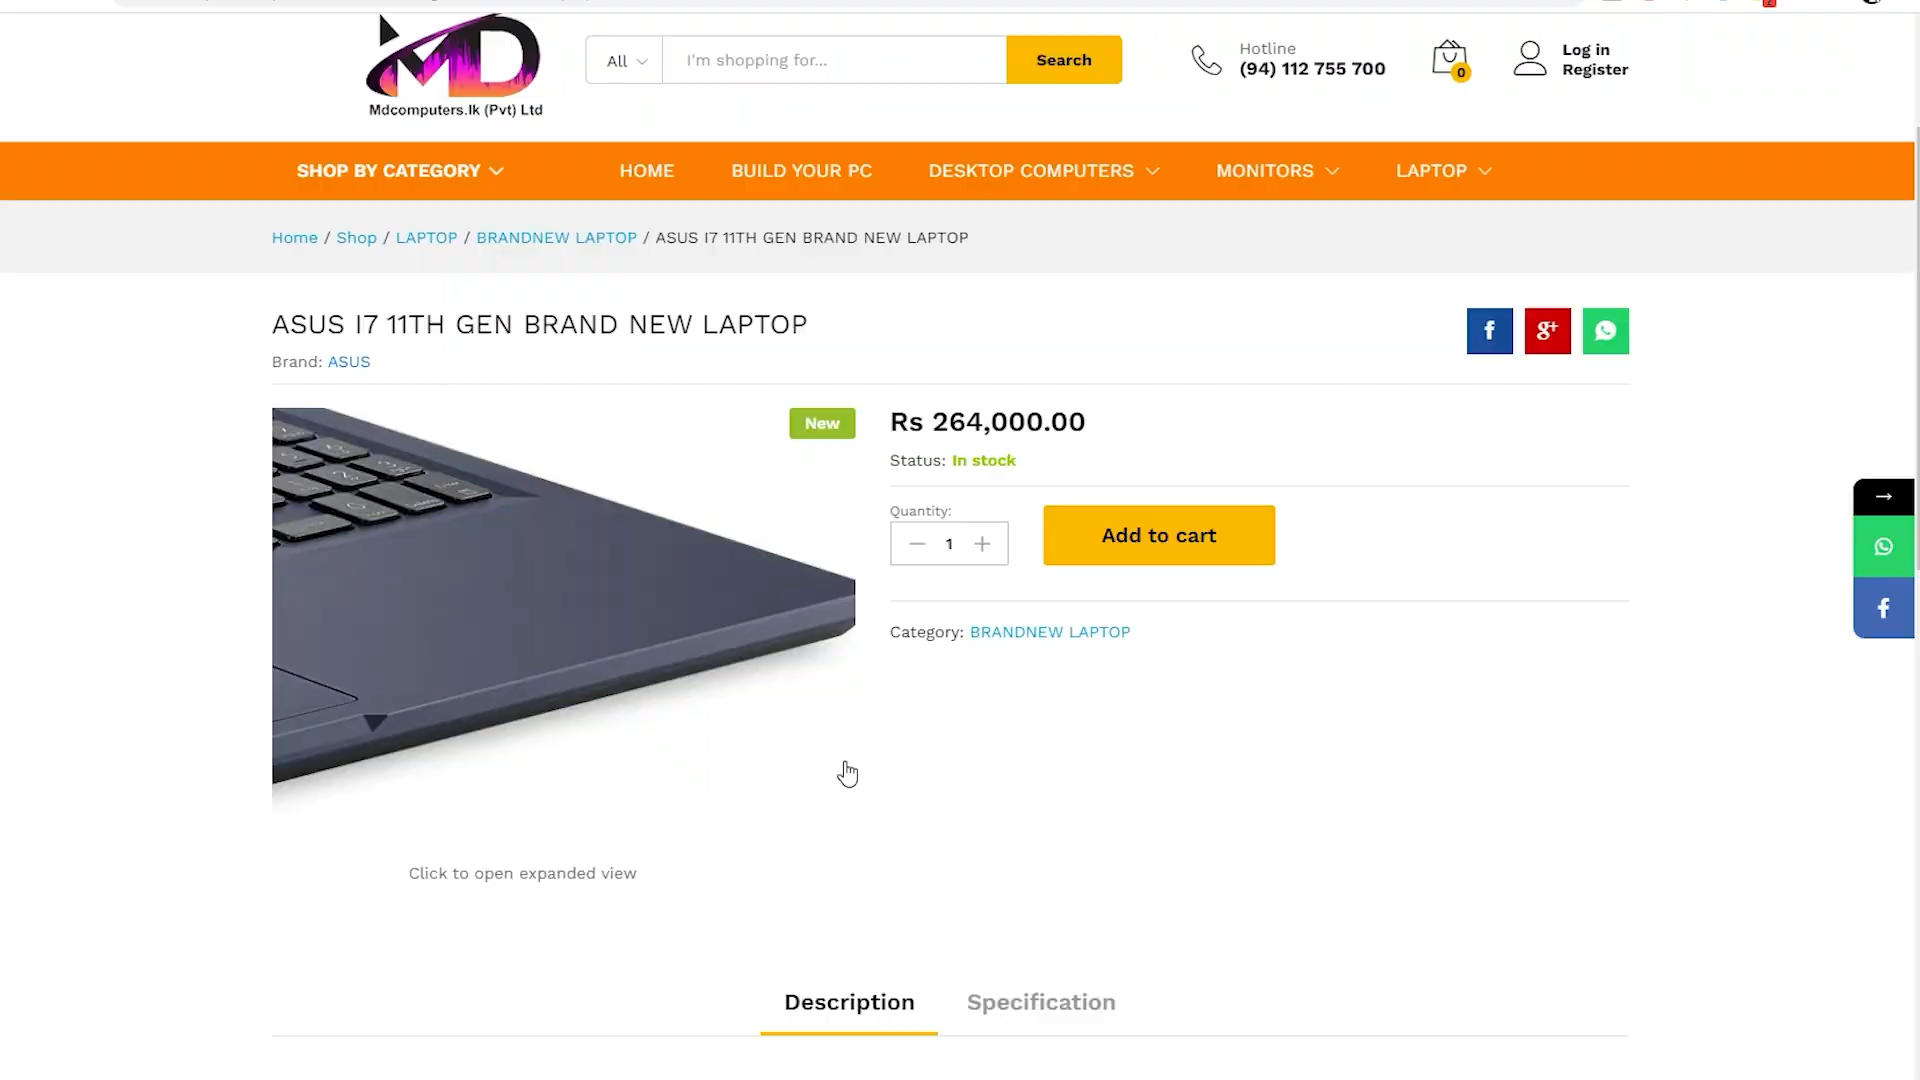 MD
Mdcomputers.lk (Pvt) Ltd
All
I'm shopping for...
Search
Hotline
(94) 112 755 700
0
Log in
Register
SHOP BY CATEGORY
HOME
BUILD YOUR PC
DESKTOP COMPUTERS
MONITORS
LAPTOP
Home / Shop / LAPTOP / BRANDNEW LAPTOP / ASUS I7 11TH GEN BRAND NEW LAPTOP
ASUS I7 11TH GEN BRAND NEW LAPTOP
Brand: ASUS
New
Rs 264,000.00
Status: In stock
Quantity:
1
Add to cart
Category: BRANDNEW LAPTOP
Click to open expanded view
Description
Specification